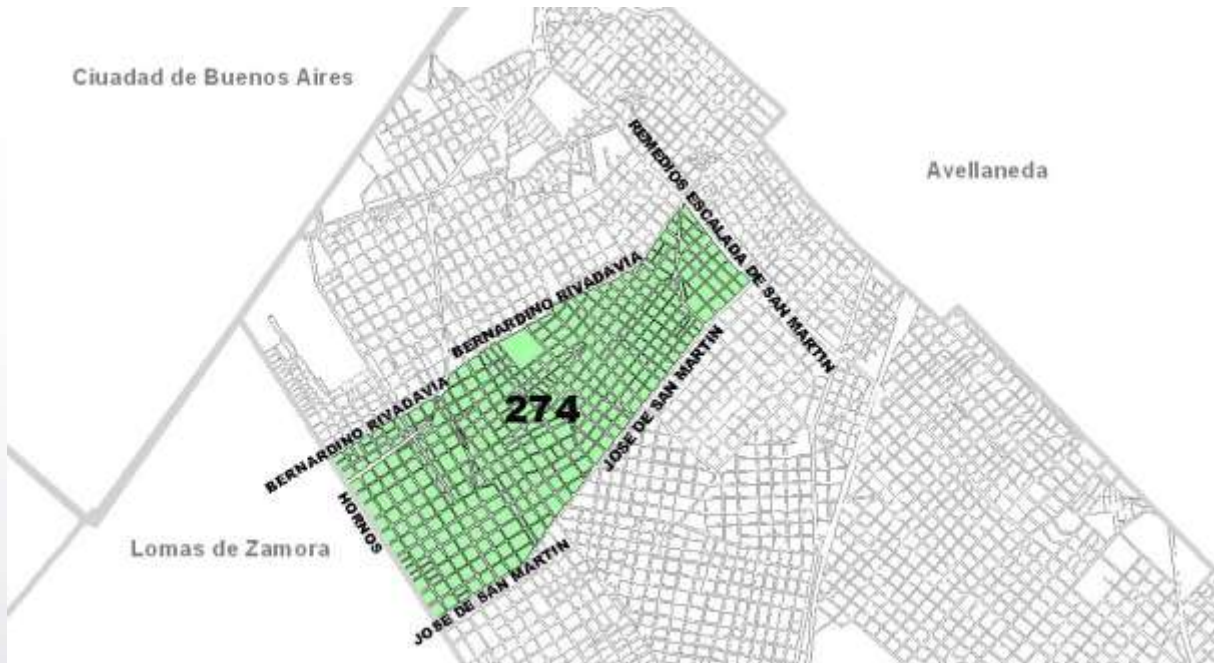 Ciuadad de Buenos Aires
REMEDIOS ESCALADA DE SAN MARTIN
Avellaneda
BERNARDINO RIVADAVIA
BERNARDINO RIVADAVIA
274
JOSE DE SAN MARTIN
HORNOS
Lomas de Zamora
JOSE DE SAN MARTIN